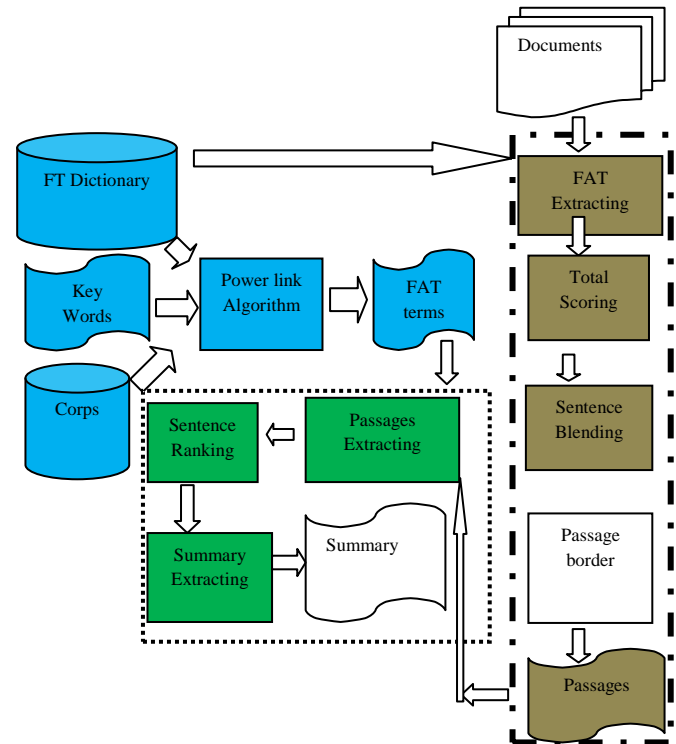 Documents
FT Dictionary
FAT
Extracting
Key
Words
Power link
Algorithm
FAT
terms
Total
Scoring
Corps
Sentence
Ranking
Passages
Extracting
Sentence
Blending
Summary
Extracting
Summary
Passage
border
Passages